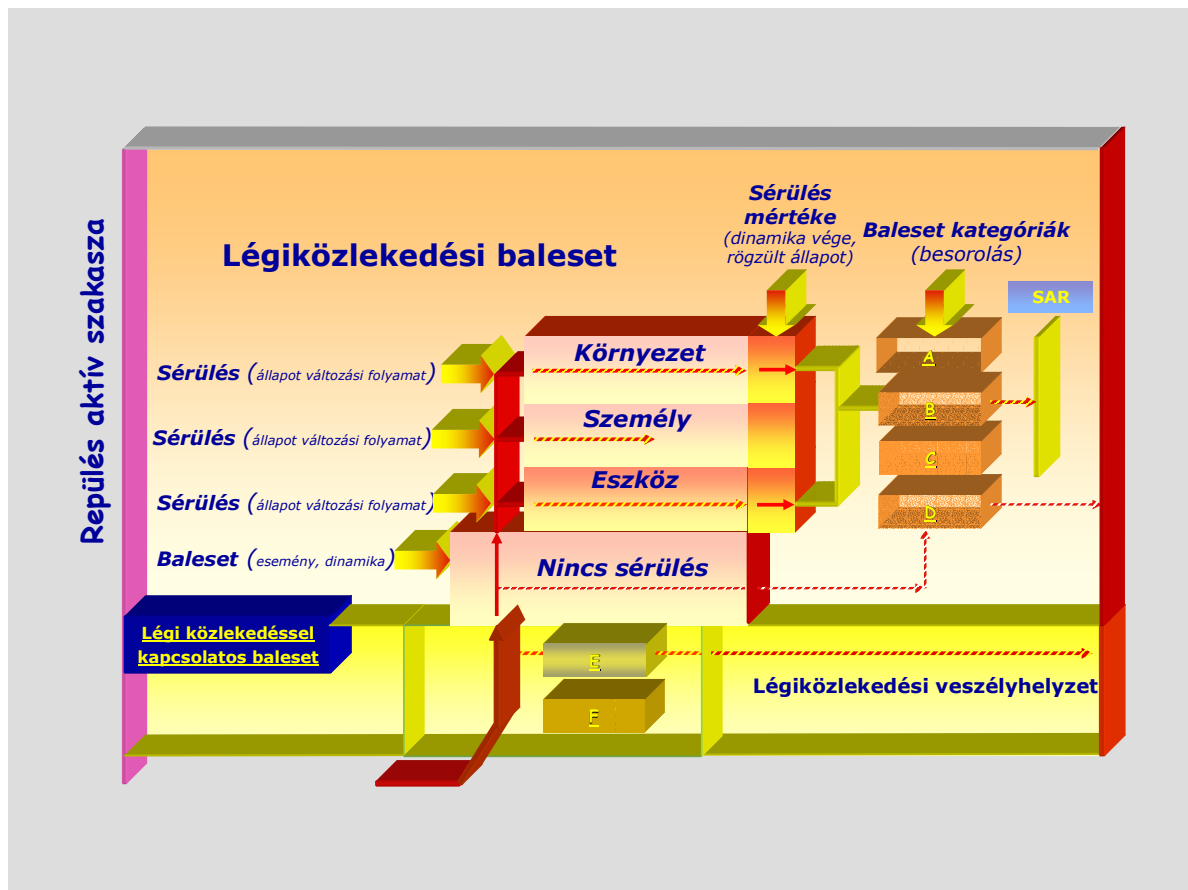 Repülés aktív szakasza
Légiközlekedési baleset
Sérülés
mértéke
(dinamika vége,
rögzült állapot)
Baleset kategóriák
(besorolás)
SAR
Sérülés (állapot változási folyamat)
Sérülés (állapot változási folyamat)
Sérülés (állapot változási folyamat)
Baleset (esemény, dinamika)
Környezet
Személy
Eszköz
Nincs sérülés
A
B
C
D
Légi közlekedéssel
kapcsolatos baleset
E
F
Légiközlekedési veszélyhelyzet